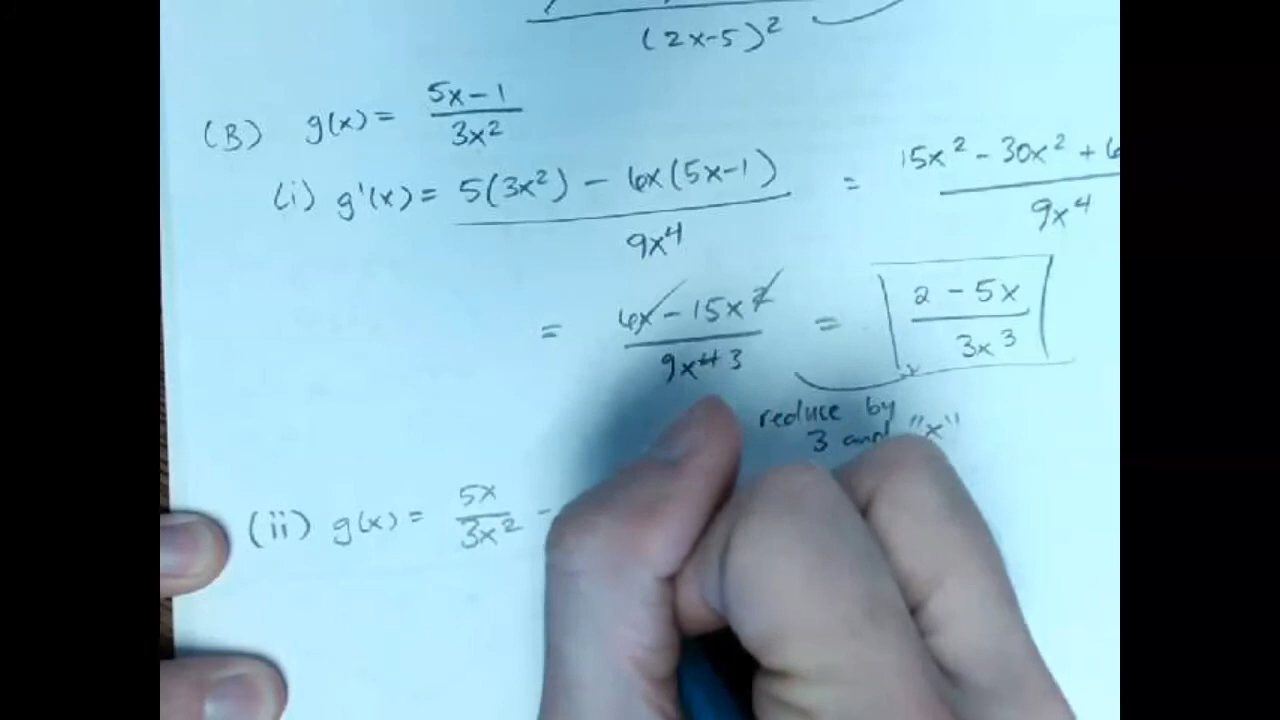 (2x-5)²
(B) g(x) = (5x-1)/(3x²)
(i) g'(x) = (5(3x²) - 6x(5x-1))/(9x⁴) = (15x² - 30x² + 6)/(9x⁴)
= (6x - 15x²)/(9x⁴ 3) = (2 - 5x)/(3x³)
reduce by
3 and "x"
(ii) g(x) = 5x/(3x²) -